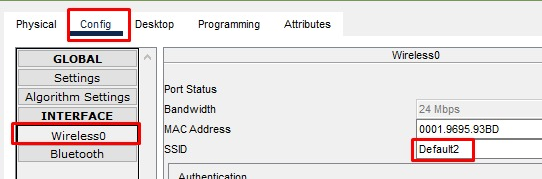 Physical Config Desktop Programming Attributes
GLOBAL
Settings
Algorithm Settings
INTERFACE
Wireless0
Bluetooth
Wireless0
Port Status
Bandwidth 24 Mbps
MAC Address 0001.9695.93BD
SSID Default2
Authentication